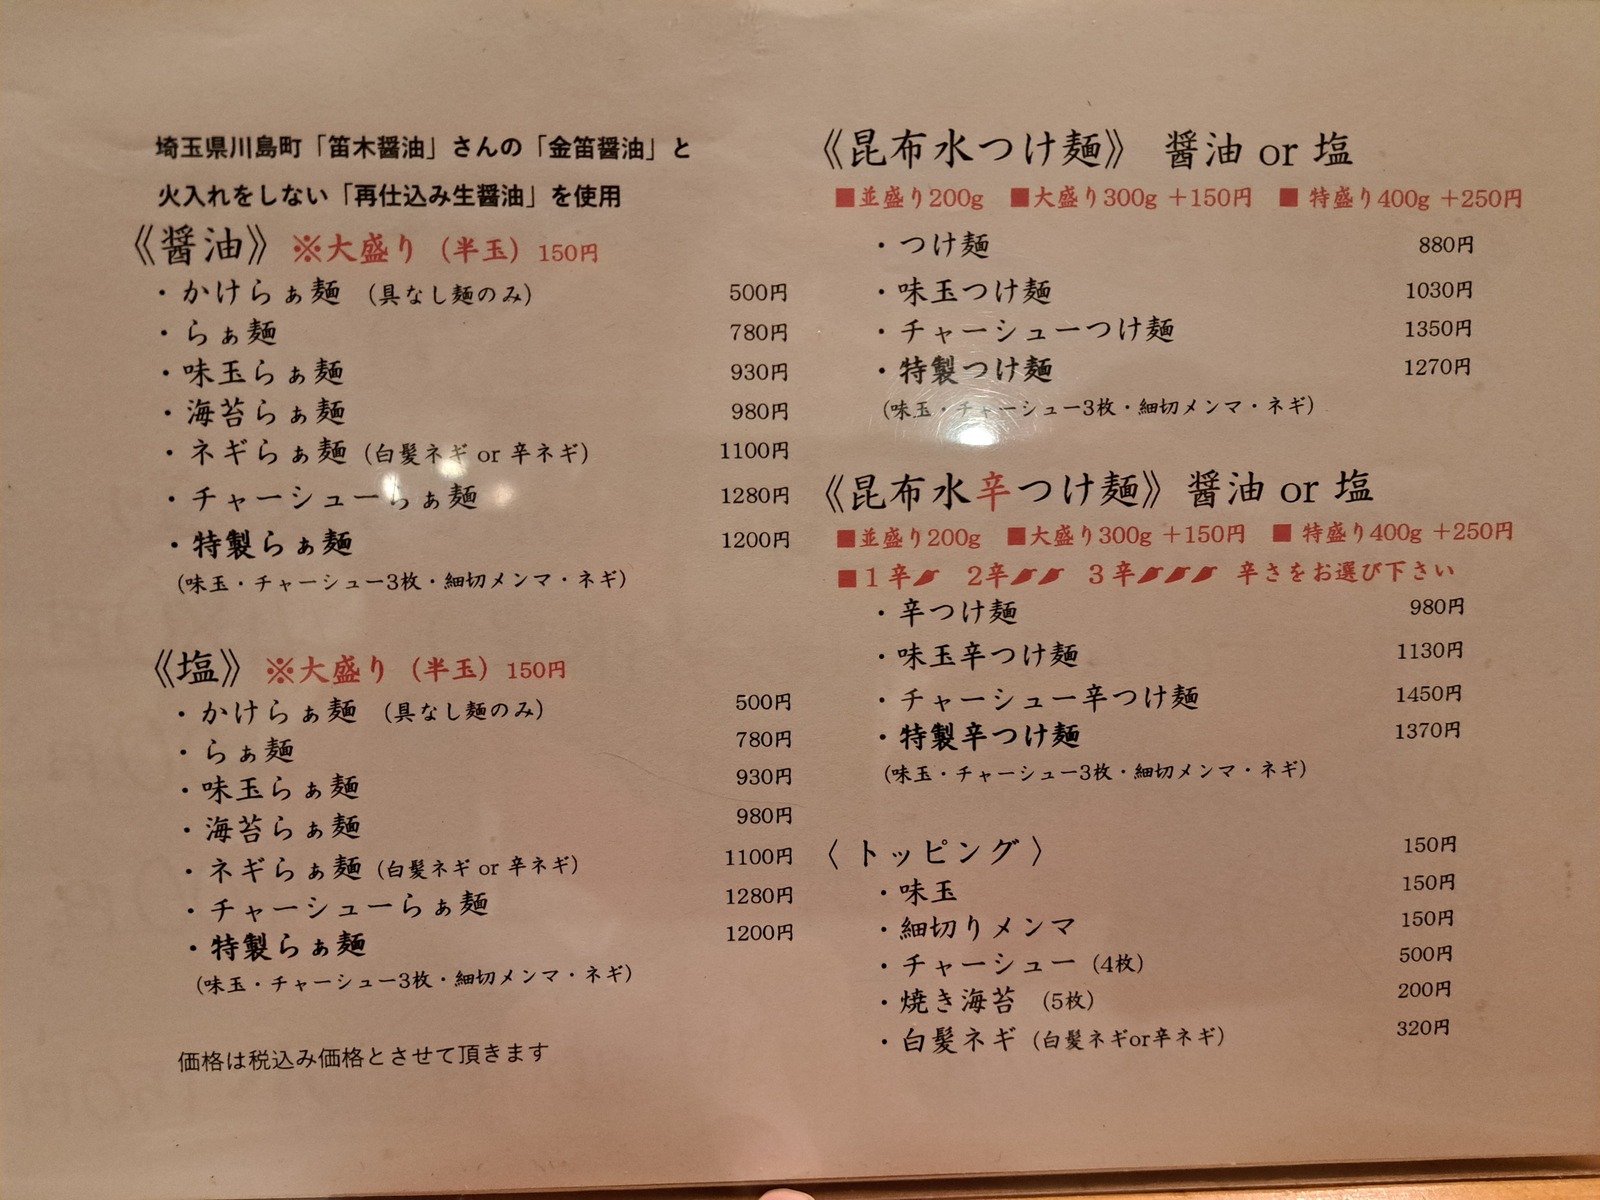 埼玉県川島町「笛木醤油」さんの「金笛醤油」と
火入れをしない「再仕込み生醤油」を使用
《醤油》 ※大盛り（半玉）150円
・かけらぁ麺 （具なし麺のみ） 500円
・らぁ麺 780円
・味玉らぁ麺 930円
・海苔らぁ麺 980円
・ネギらぁ麺（白髪ネギ or 辛ネギ） 1100円
・チャーシューらぁ麺 1280円
・特製らぁ麺 1200円
（味玉・チャーシュー3枚・細切メンマ・ネギ）
《塩》 ※大盛り（半玉）150円
・かけらぁ麺 （具なし麺のみ） 500円
・らぁ麺 780円
・味玉らぁ麺 930円
・海苔らぁ麺 980円
・ネギらぁ麺（白髪ネギ or 辛ネギ） 1100円
・チャーシューらぁ麺 1280円
・特製らぁ麺 1200円
（味玉・チャーシュー3枚・細切メンマ・ネギ）
価格は税込み価格とさせて頂きます
《昆布水つけ麺》 醤油 or 塩
■並盛り200g ■大盛り300g ＋150円 ■ 特盛り400g ＋250円
・つけ麺 880円
・味玉つけ麺 1030円
・チャーシューつけ麺 1350円
・特製つけ麺 1270円
（味玉・チャーシュー3枚・細切メンマ・ネギ）
《昆布水辛つけ麺》 醤油 or 塩
■並盛り200g ■大盛り300g ＋150円 ■ 特盛り400g ＋250円
■１辛 2辛 ３辛 辛さをお選び下さい
・辛つけ麺 980円
・味玉辛つけ麺 1130円
・チャーシュー辛つけ麺 1450円
・特製辛つけ麺 1370円
（味玉・チャーシュー3枚・細切メンマ・ネギ）
〈 トッピング 〉 150円
・味玉 150円
・細切りメンマ 150円
・チャーシュー（4枚） 500円
・焼き海苔 （5枚） 200円
・白髪ネギ（白髪ネギor辛ネギ） 320円